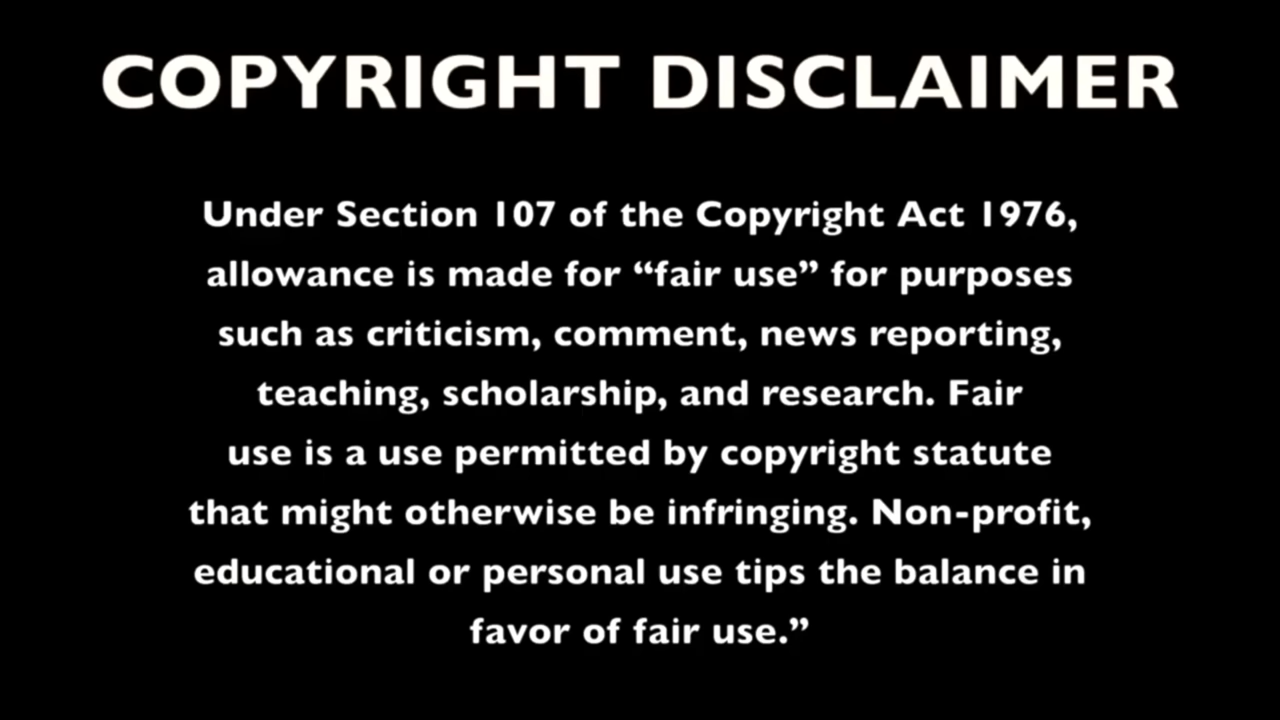 COPYRIGHT DISCLAIMER
Under Section 107 of the Copyright Act 1976,
allowance is made for “fair use” for purposes
such as criticism, comment, news reporting,
teaching, scholarship, and research. Fair
use is a use permitted by copyright statute
that might otherwise be infringing. Non-profit,
educational or personal use tips the balance in
favor of fair use.”